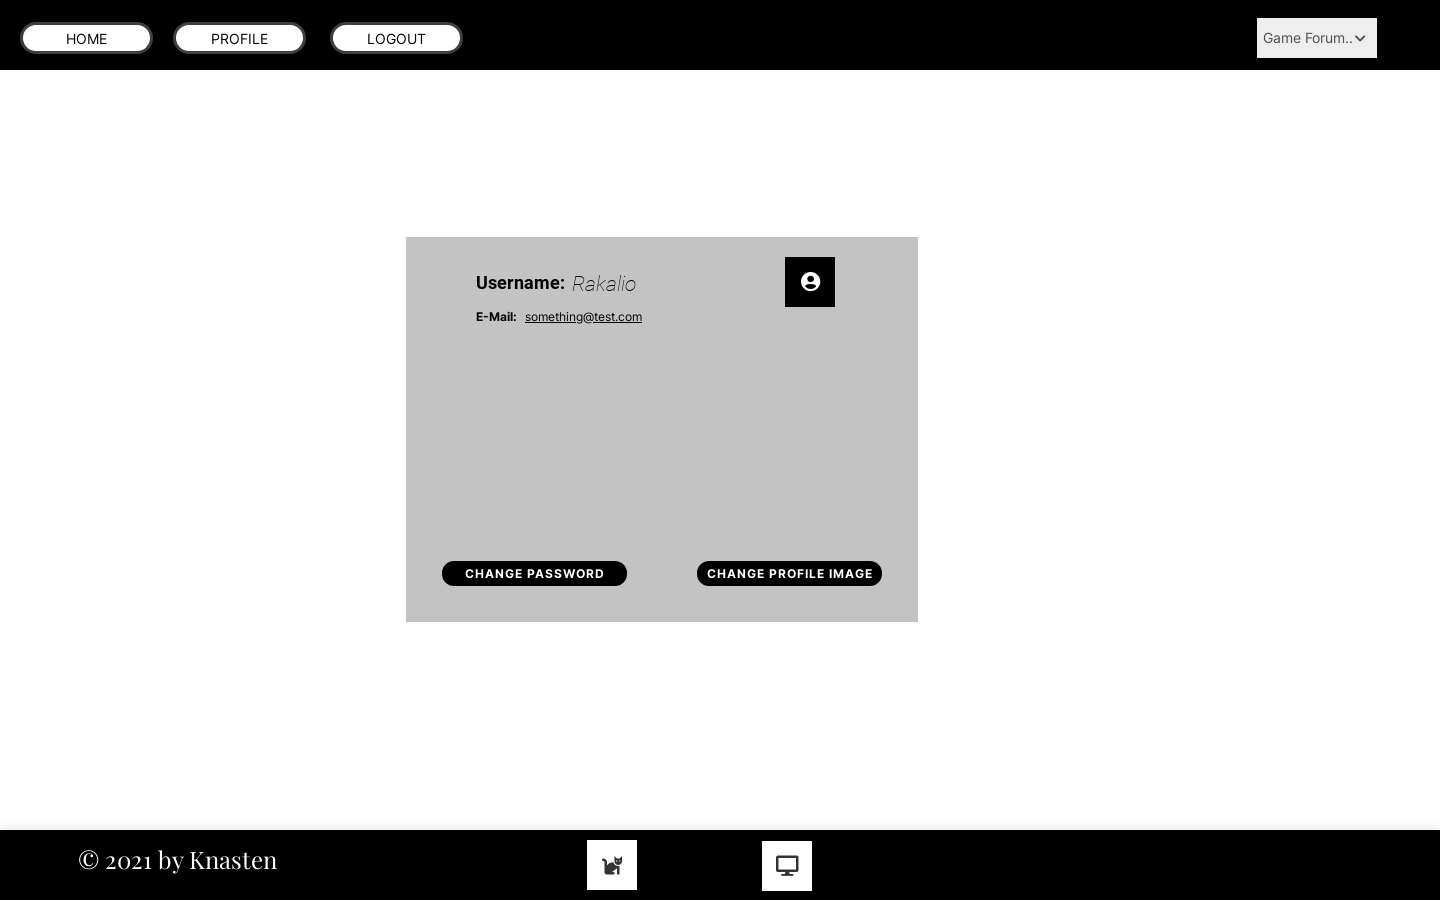 HOME PROFILE LOGOUT Game Forum..
Username: Rakalio
E-Mail: something@test.com
CHANGE PASSWORD CHANGE PROFILE IMAGE
© 2021 by Knasten